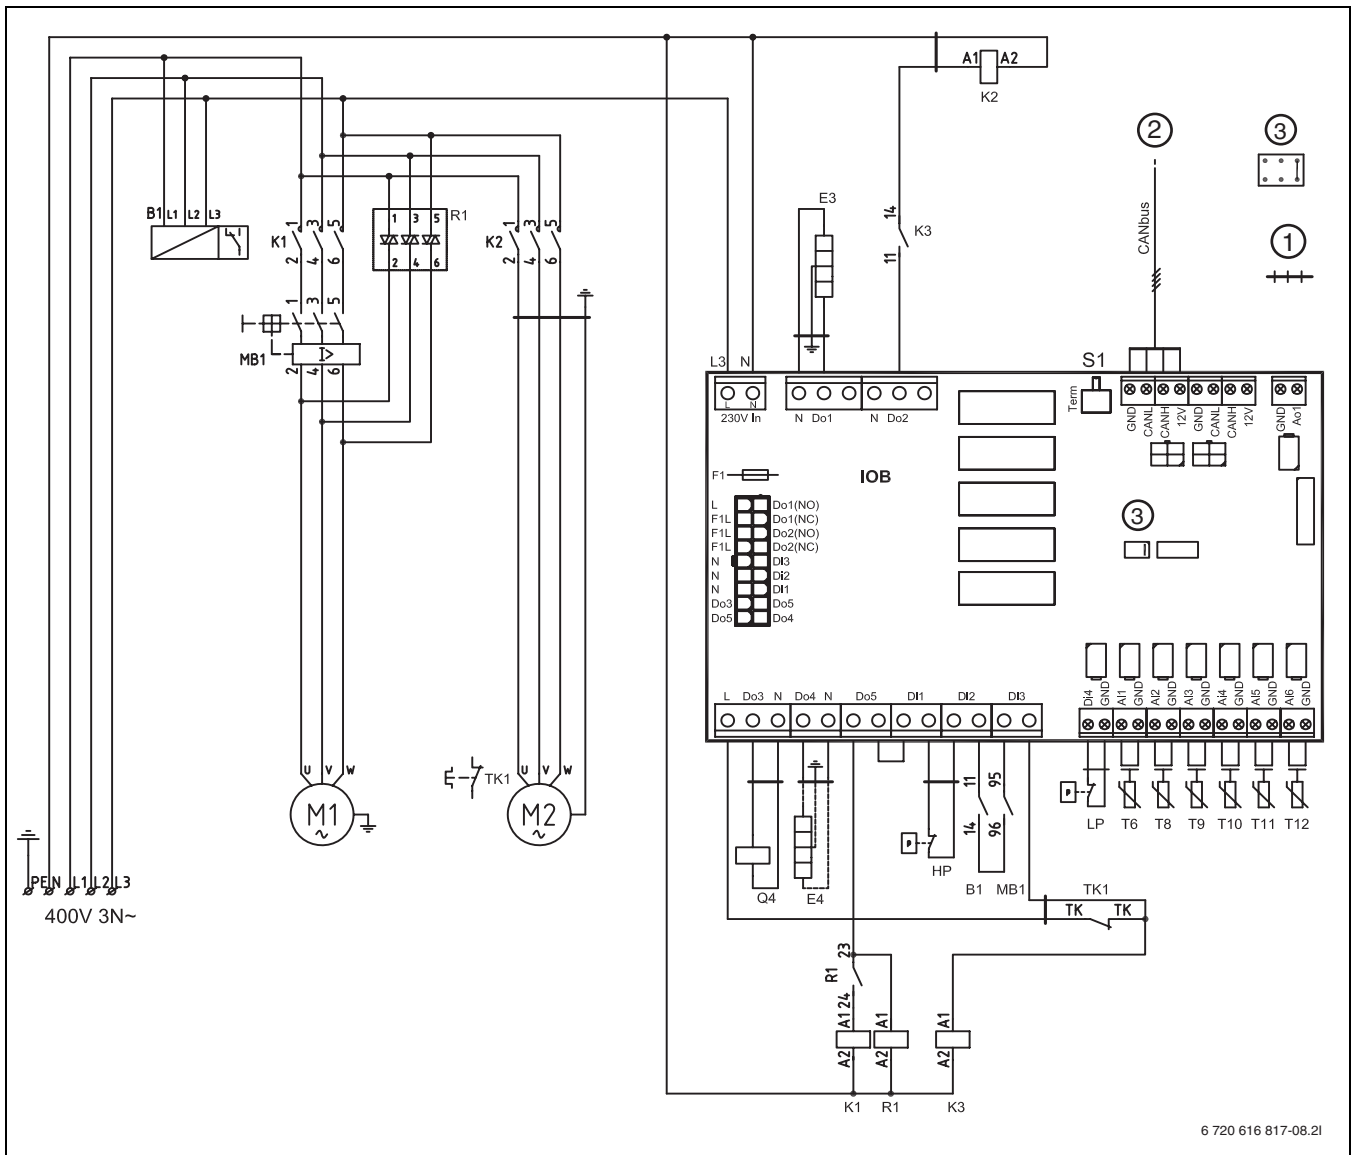 A1 A2
K2
2
3
CANbus
1
E3
14
K3
11
B1 L1 L2 L3
K1
1 3 5
2 4 6
1 3 5 R1
2 4 6
K2
1 3 5
2 4 6
1 3 5
MB1
I>
2 4 6
L3 N
S1
Term
L N
230V In
N Do1
N Do2
GND
CANL
CANH
12V
GND
CANL
CANH
12V
GND
Ao1
F1
IOB
3
L Do1(NO)
F1L Do1(NC)
F1L Do2(NO)
F1L Do2(NC)
N DI3
N Di2
N DI1
Do3 Do5
Do5 Do4
L Do3 N Do4 N Do5 DI1 DI2 DI3
Di4
GND
AI1
GND
AI2
GND
AI3
GND
Ai4
GND
AI5
GND
AI6
GND
U V W
M1
~
TK1
U V W
M2
~
11 95
14 96
P
HP
P
LP T6 T8 T9 T10 T11 T12
Q4 E4
B1 MB1
TK1
TK TK
PE N L1 L2 L3
400V 3N~
23
R1
24
A1 A1 A1
A2 A2 A2
K1 R1 K3
6 720 616 817-08.2I